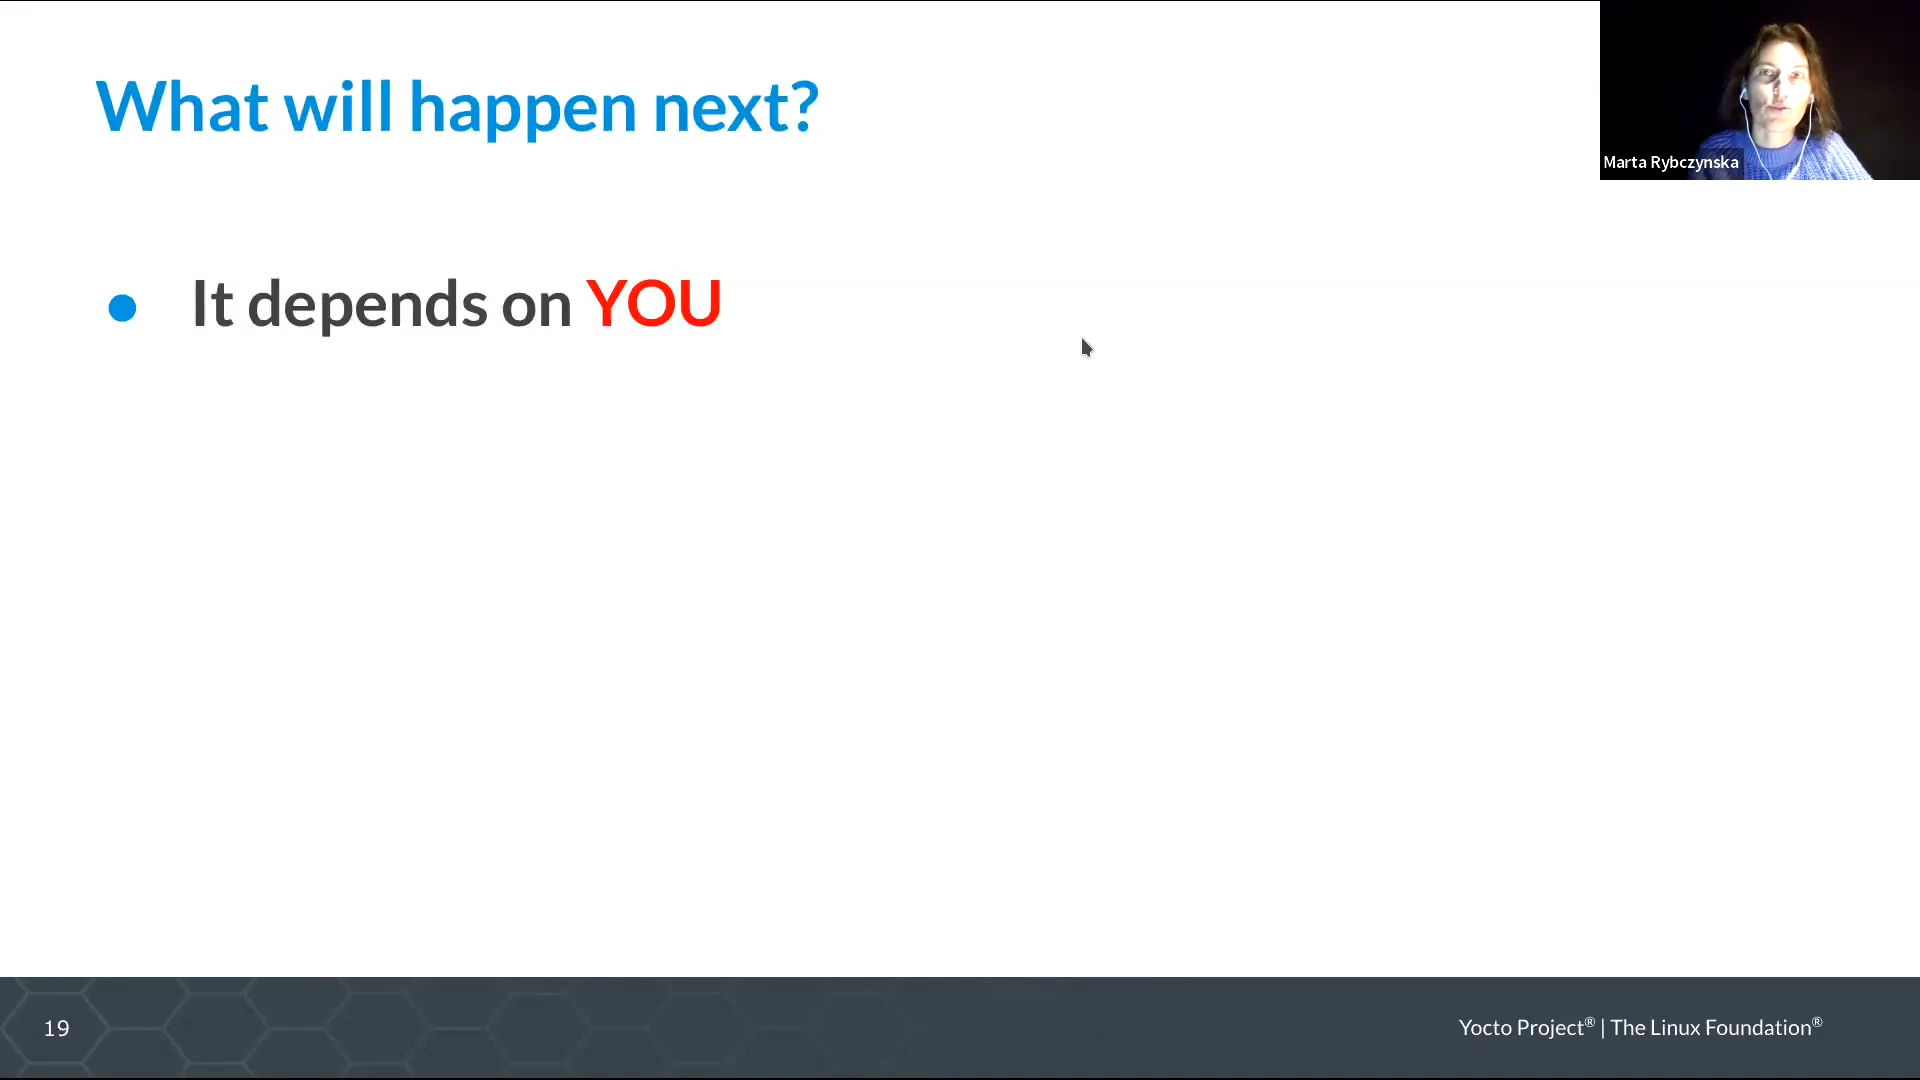 What will happen next?
Marta Rybczynska
● It depends on YOU
19
Yocto Project® | The Linux Foundation®